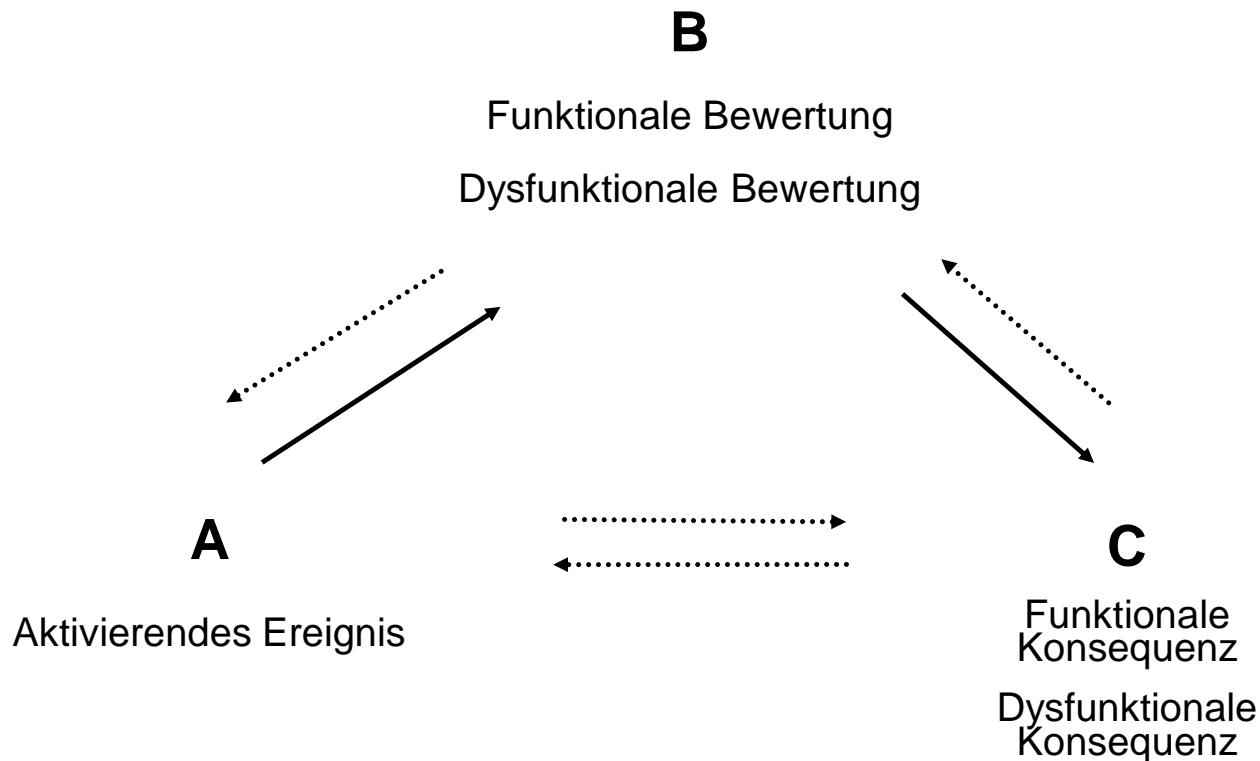 B
Funktionale Bewertung
Dysfunktionale Bewertung
A
Aktivierendes Ereignis
C
Funktionale
Konsequenz
Dysfunktionale
Konsequenz